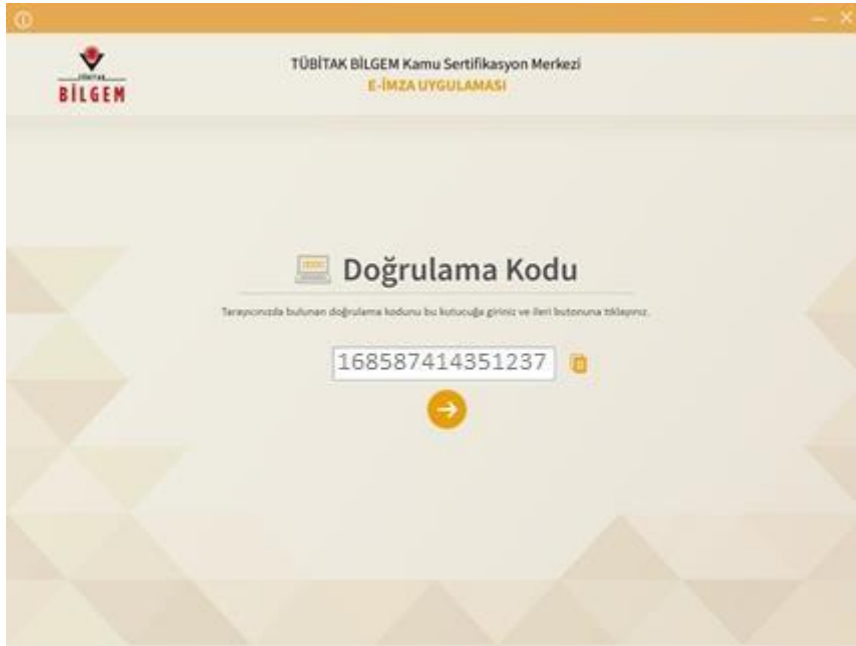 TÜBİTAK
BİLGEM
TÜBİTAK BİLGEM Kamu Sertifikasyon Merkezi
E-İMZA UYGULAMASI
Doğrulama Kodu
Tarayıcınızda bulunan doğrulama kodunu bu kutucuğa giriniz ve ileri butonuna tıklayınız.
168587414351237